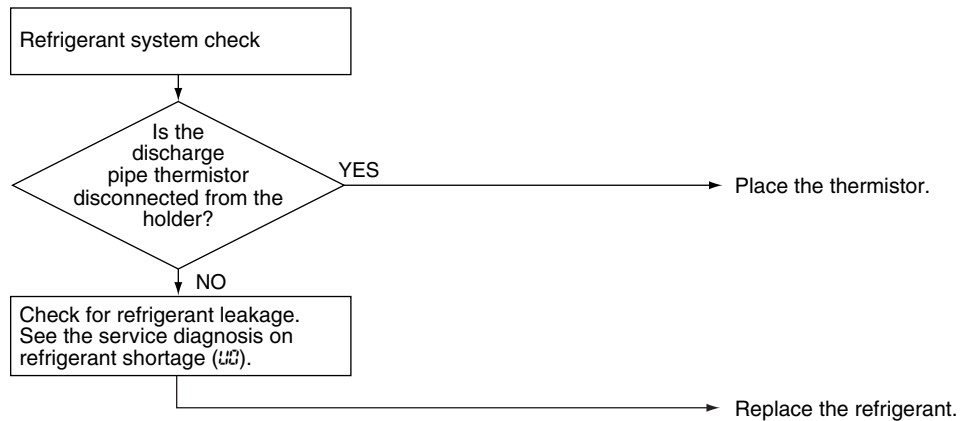 Refrigerant system check
Is the
discharge
pipe thermistor
disconnected from the
holder?
YES
Place the thermistor.
NO
Check for refrigerant leakage.
See the service diagnosis on
refrigerant shortage (U0).
Replace the refrigerant.